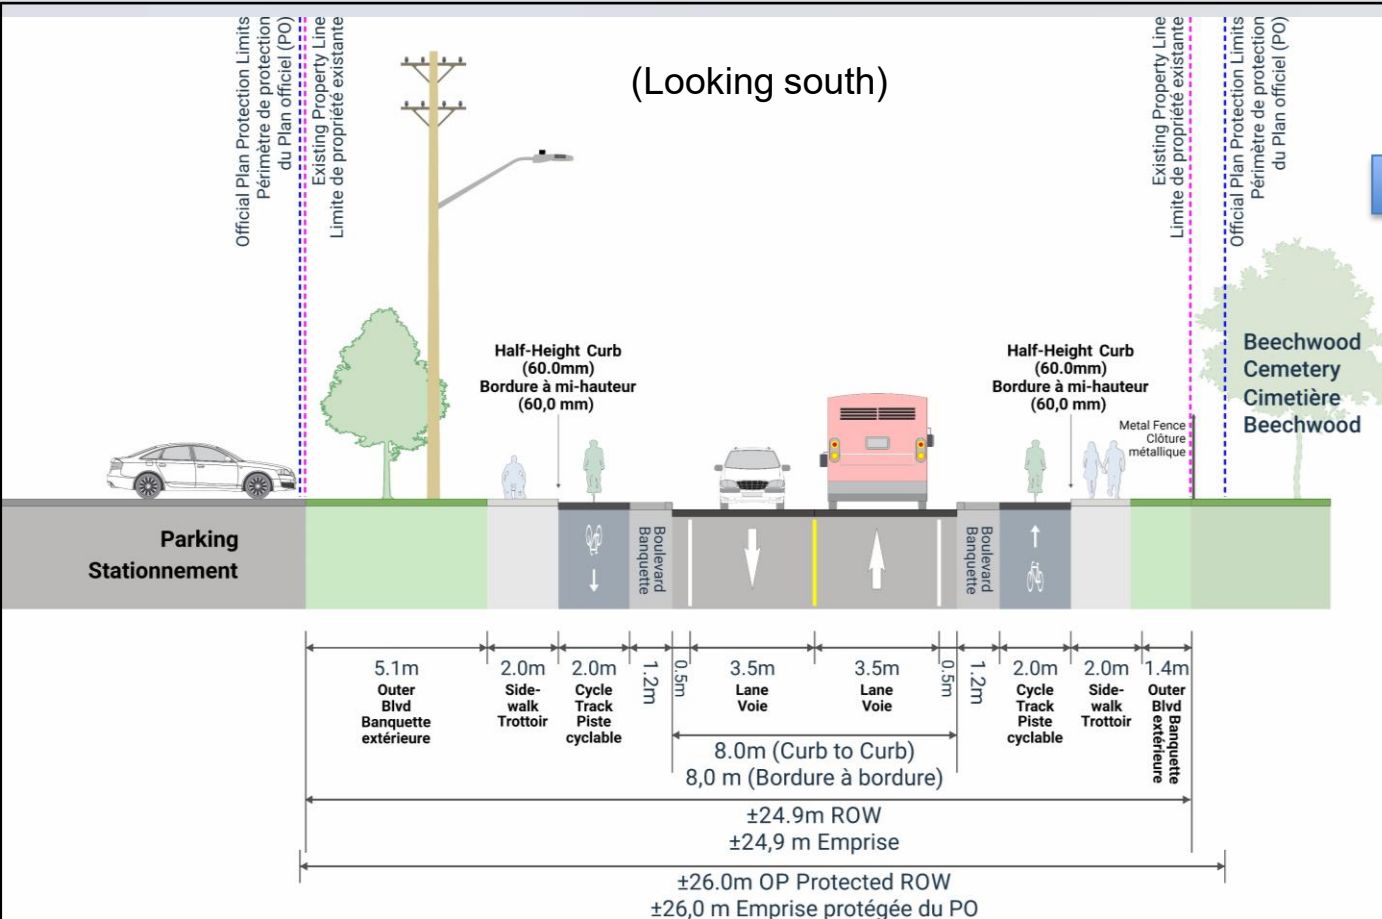 Official Plan Protection Limits
Périmètre de protection
du Plan officiel (PO)
Existing Property Line
Limite de propriété existante
(Looking south)
Existing Property Line
Limite de propriété existante
Official Plan Protection Limits
Périmètre de protection
du Plan officiel (PO)
Half-Height Curb
(60.0mm)
Bordure à mi-hauteur
(60,0 mm)
Half-Height Curb
(60.0mm)
Bordure à mi-hauteur
(60,0 mm)
Metal Fence
Clôture
métallique
Beechwood
Cemetery
Cimetière
Beechwood
Parking
Stationnement
Boulevard
Banquette
Boulevard
Banquette
5.1m
Outer
Blvd
Banquette
extérieure
2.0m
Side-
walk
Trottoir
2.0m
Cycle
Track
Piste
cyclable
1.2m
0.5m
3.5m
Lane
Voie
3.5m
Lane
Voie
0.5m
1.2m
2.0m
Cycle
Track
Piste
cyclable
2.0m
Side-
walk
Trottoir
1.4m
Outer
Blvd Banquette
extérieure
8.0m (Curb to Curb)
8,0 m (Bordure à bordure)
±24.9m ROW
±24,9 m Emprise
±26.0m OP Protected ROW
±26,0 m Emprise protégée du PO